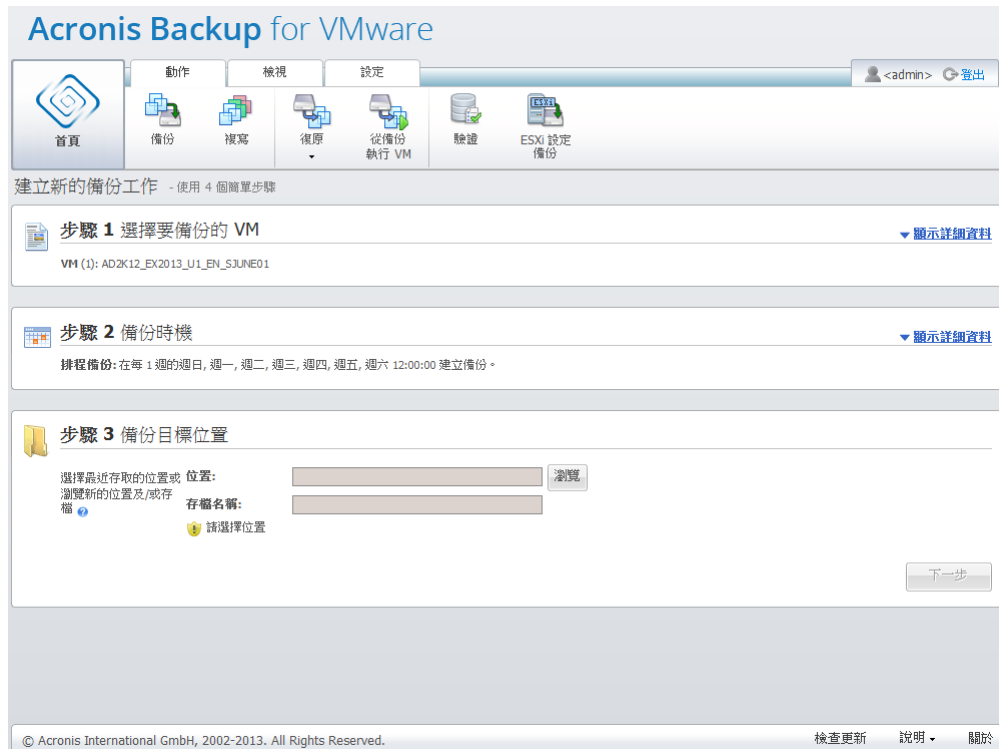 Acronis Backup for VMware
動作
檢視
設定
<admin>
登出
首頁
備份
複寫
復原
從備份
執行 VM
驗證
ESXi 設定
備份
建立新的備份工作 - 使用 4 個簡單步驟
步驟 1 選擇要備份的 VM
顯示詳細資料
VM (1): AD2K12_EX2013_U1_EN_SJUNE01
步驟 2 備份時機
顯示詳細資料
排程備份: 在每 1 週的週日, 週一, 週二, 週三, 週四, 週五, 週六 12:00:00 建立備份。
步驟 3 備份目標位置
選擇最近存取的位置或
瀏覽新的位置及/或存
檔
位置:
瀏覽
存檔名稱:
請選擇位置
下一步
© Acronis International GmbH, 2002-2013. All Rights Reserved.
檢查更新
說明
關於